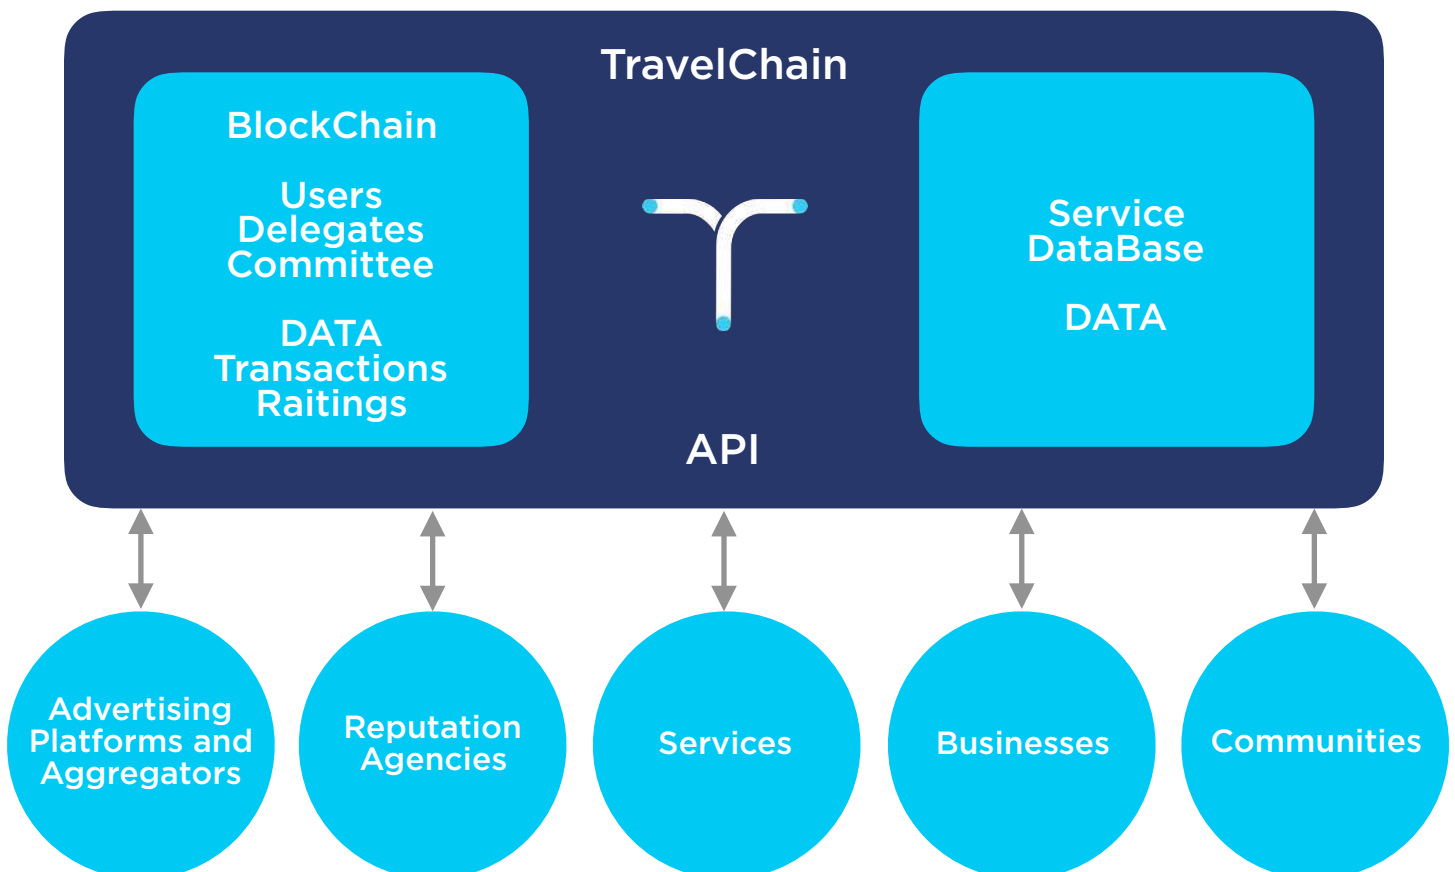 TravelChain
BlockChain
Users
Delegates
Committee
DATA
Transactions
Raitings
Service
DataBase
DATA
API
Advertising
Platforms and
Aggregators
Reputation
Agencies
Services
Businesses
Communities